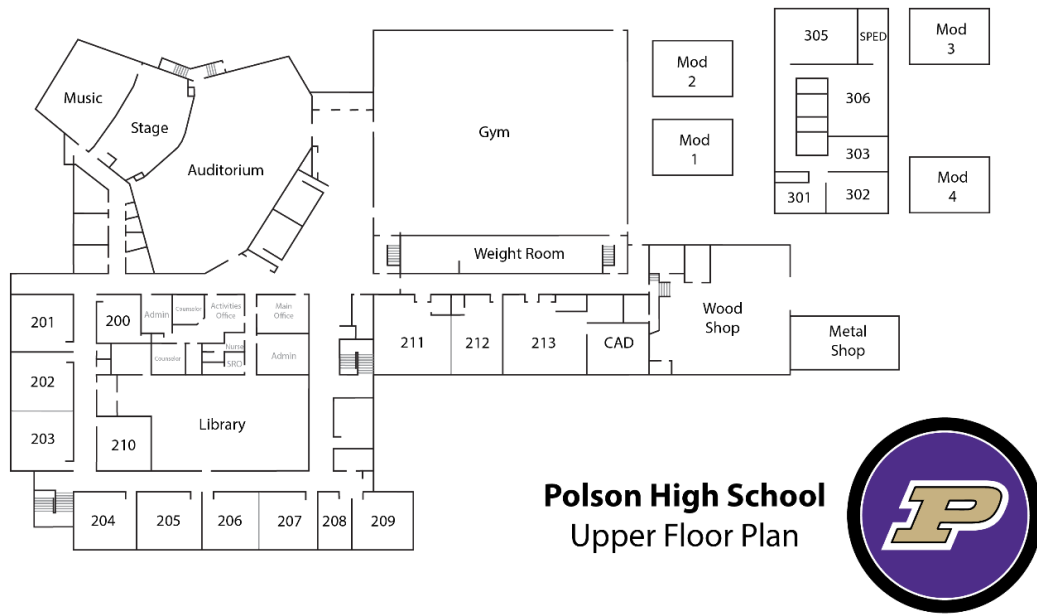 305
SPED
Mod
3
Mod
2
Music
306
Stage
Gym
Mod
1
303
Auditorium
Mod
4
301
302
Weight Room
201
200
Admin
Counselor
Activities
Office
Main
Office
Wood
Shop
211
212
213
CAD
Metal
Shop
Nurse
Counselor
SRO
Admin
202
203
210
Library
204
205
206
207
208
209
Polson High School
Upper Floor Plan
P